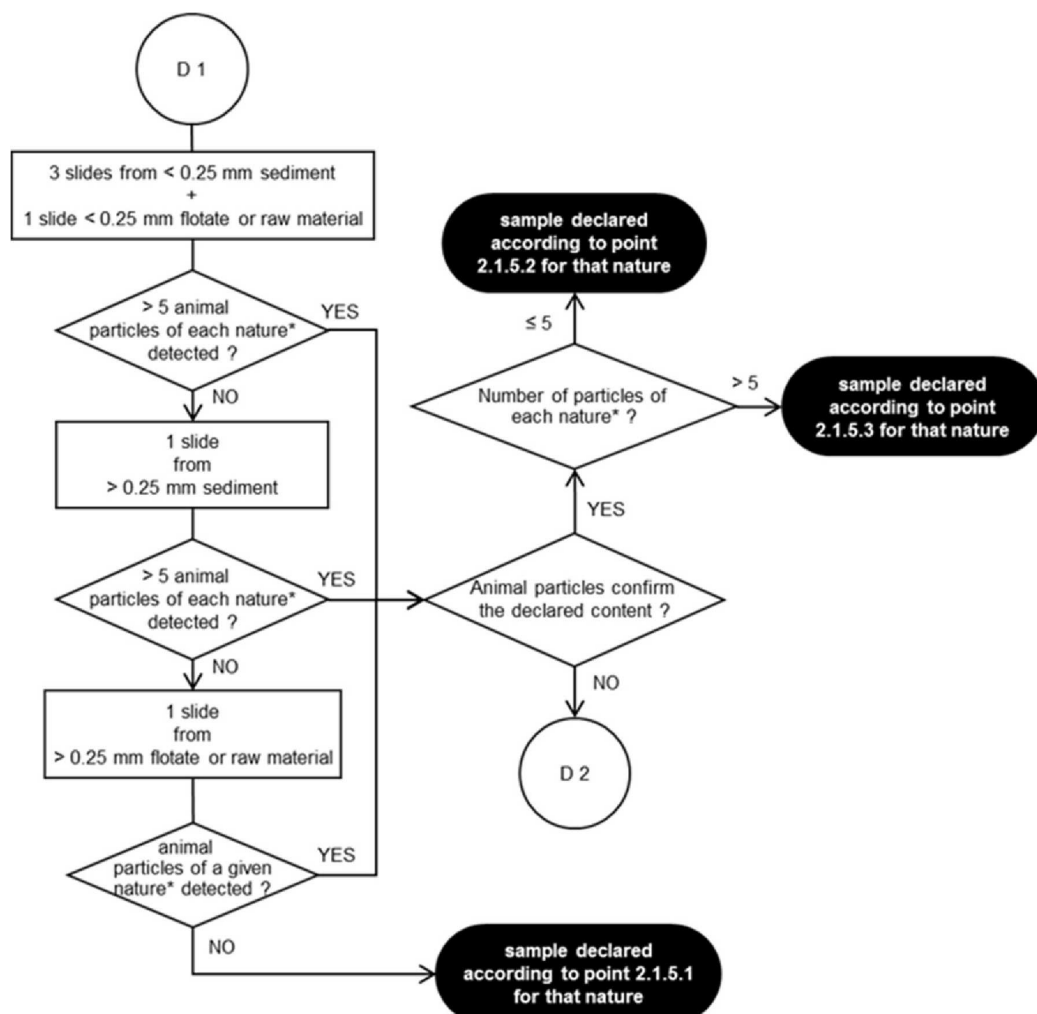 D 1
3 slides from < 0.25 mm sediment
+
1 slide < 0.25 mm flotate or raw material
> 5 animal
particles of each nature*
detected ?
YES
NO
1 slide
from
> 0.25 mm sediment
> 5 animal
particles of each nature*
detected ?
YES
NO
1 slide
from
> 0.25 mm flotate or raw material
animal
particles of a given
nature* detected ?
YES
NO
sample declared
according to point 2.1.5.1
for that nature
Animal particles confirm
the declared content ?
YES
NO
D 2
Number of particles of
each nature* ?
≤ 5
> 5
sample declared
according to point
2.1.5.2 for that nature
sample declared
according to point
2.1.5.3 for that nature